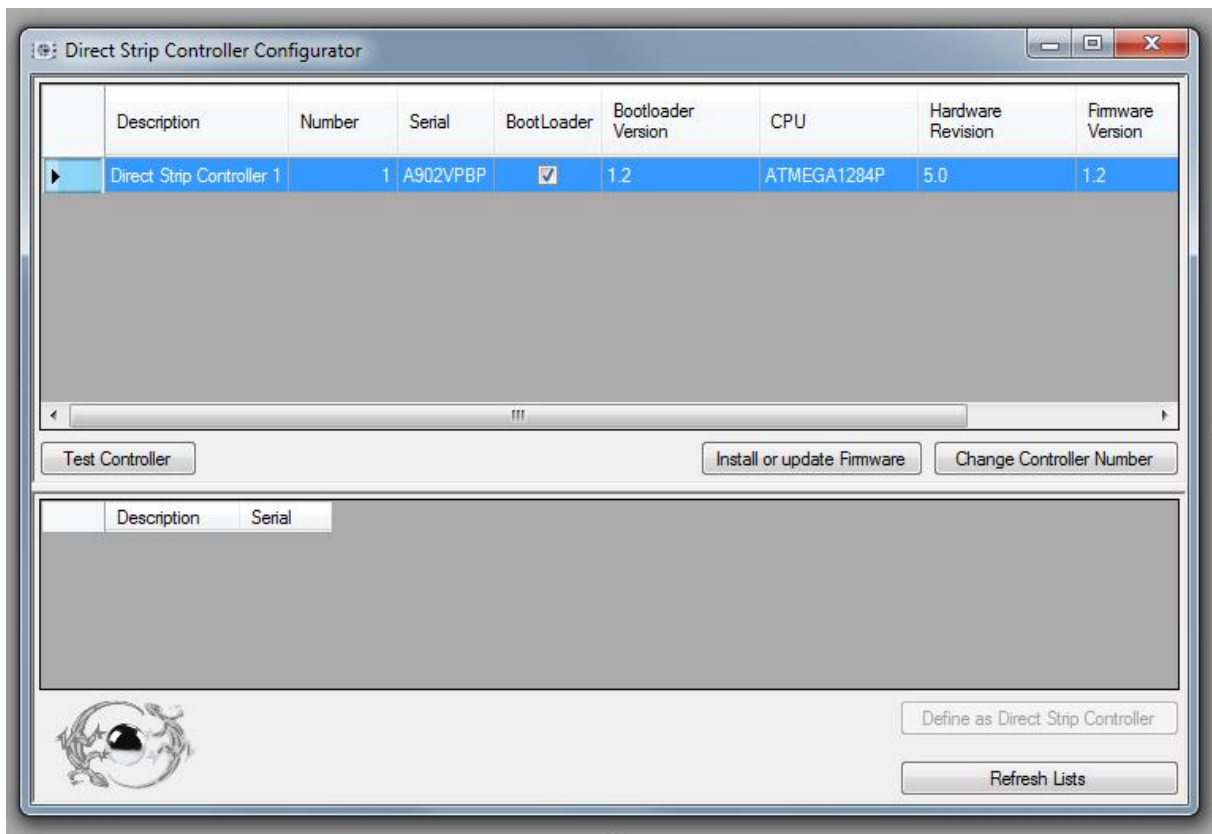 Direct Strip Controller Configurator
Description Number Serial BootLoader Bootloader Version CPU Hardware Revision Firmware Version
Direct Strip Controller 1 1 A902VPBP 1.2 ATMEGA1284P 5.0 1.2
Test Controller Install or update Firmware Change Controller Number
Description Serial
Define as Direct Strip Controller
Refresh Lists